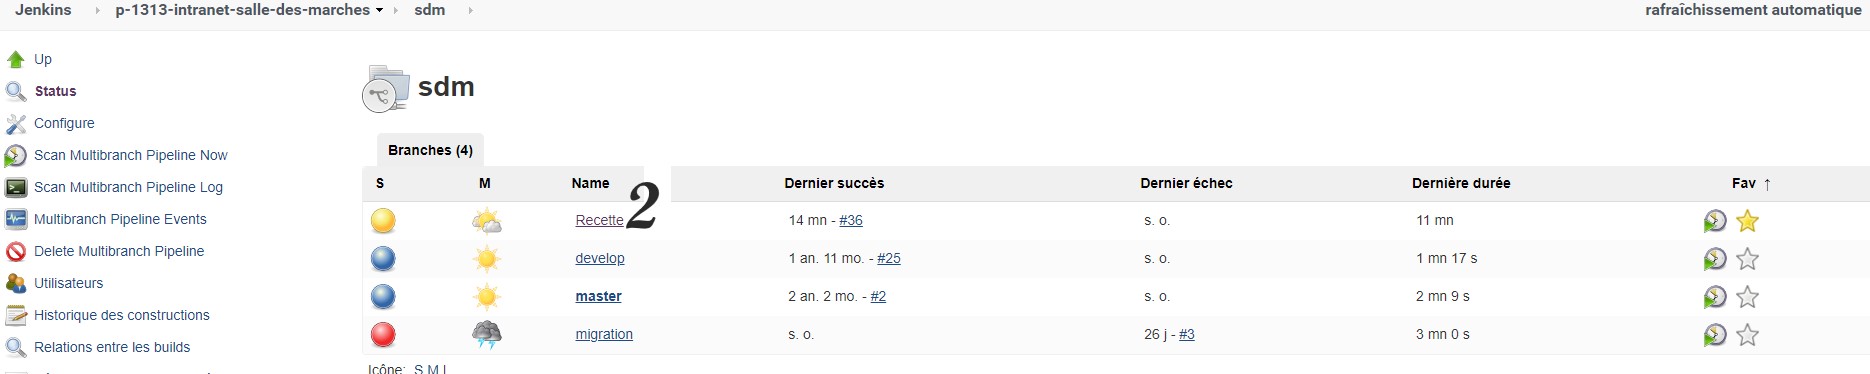 Jenkins p-1313-intranet-salle-des-marches sdm rafraîchissement automatique
Up
Status
Configure
Scan Multibranch Pipeline Now
Scan Multibranch Pipeline Log
Multibranch Pipeline Events
Delete Multibranch Pipeline
Utilisateurs
Historique des constructions
Relations entre les builds
sdm
Branches (4)
S M Name Dernier succès Dernier échec Dernière durée Fav ↑
Recette 2 14 mn - #36 s. o. 11 mn
develop 1 an. 11 mo. - #25 s. o. 1 mn 17 s
master 2 an. 2 mo. - #2 s. o. 2 mn 9 s
migration s. o. 26 j - #3 3 mn 0 s
Icône: S M L